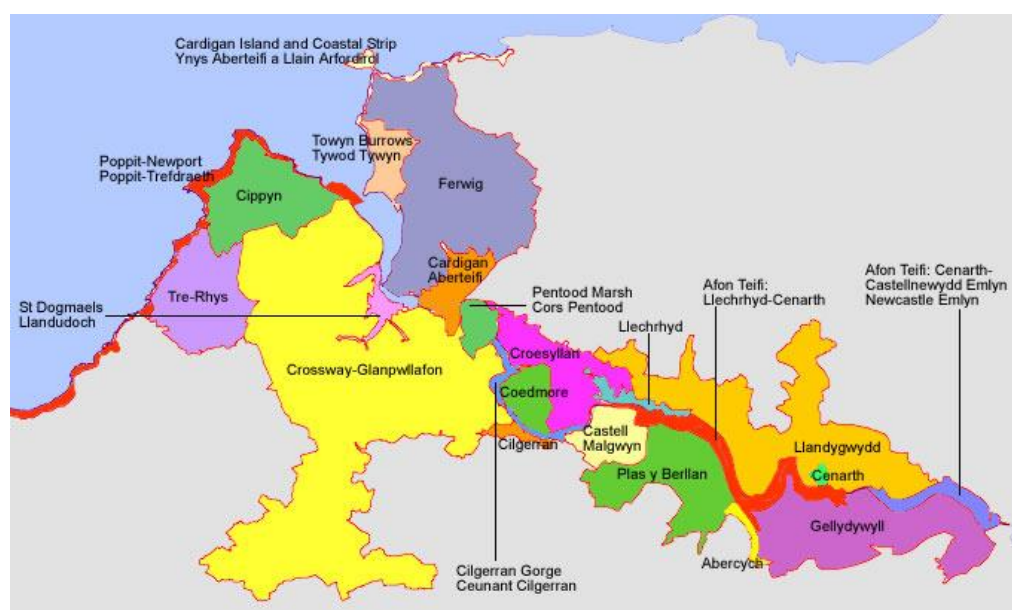 Cardigan Island and Coastal Strip
Ynys Aberteifi a Llain Arfordirol
Towyn Burrows
Tywod Tywyn
Poppit-Newport
Poppit-Trefdraeth
Cippyn
Ferwig
Cardigan
Aberteifi
Tre-Rhys
St Dogmaels
Llandudoch
Pentood Marsh
Cors Pentood
Afon Teifi:
Llechrhyd-Cenarth
Afon Teifi: Cenarth-
Castellnewydd Emlyn
Newcastle Emlyn
Llechrhyd
Croesyllan
Crossway-Glanpwllafon
Coedmore
Cilgerran
Castell
Malgwyn
Llandygwydd
Plas y Berllan
Cenarth
Gellydywyll
Abercych
Cilgerran Gorge
Ceunant Cilgerran